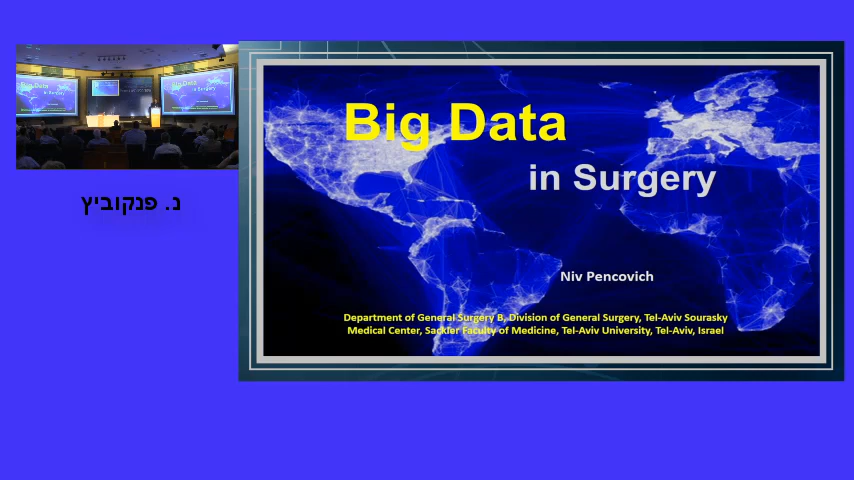 Big Data
in Surgery
Niv Pencovich
Department of General Surgery B, Division of General Surgery, Tel-Aviv Sourasky
Medical Center, Sackler Faculty of Medicine, Tel-Aviv University, Tel-Aviv, Israel
נ. פנקוביץ